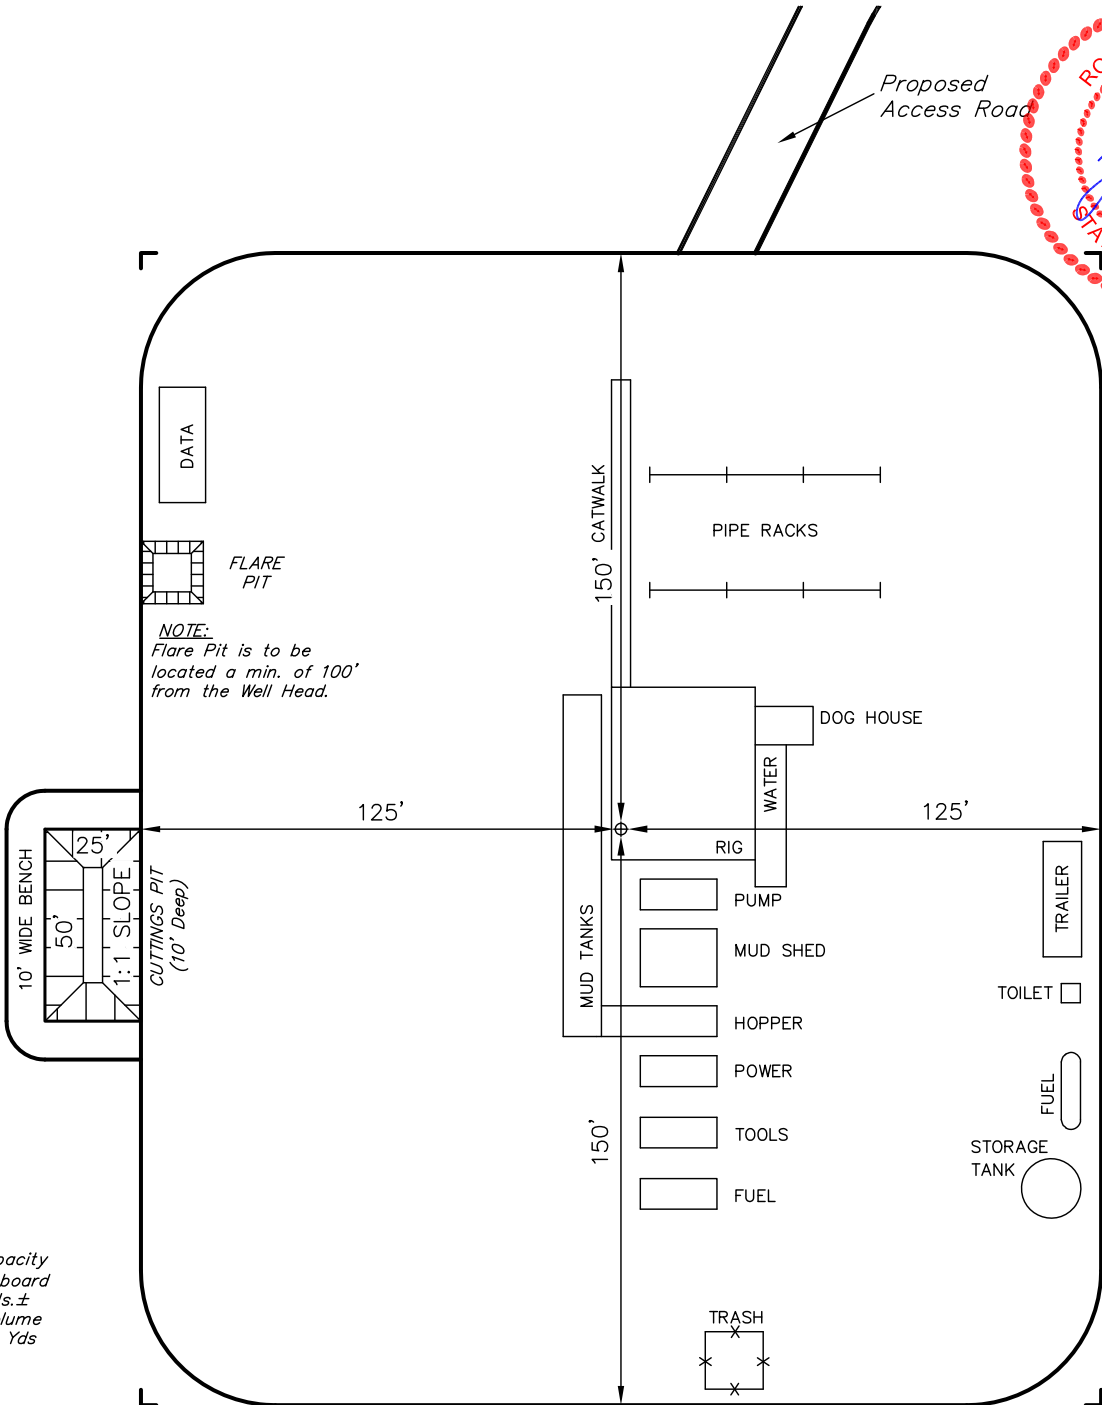 Proposed
Access Road
DATA
FLARE
PIT
NOTE:
Flare Pit is to be
located a min. of 100'
from the Well Head.
150' CATWALK
PIPE RACKS
DOG HOUSE
WATER
RIG
125'
125'
10' WIDE BENCH
25'
50'
1:1 SLOPE
CUTTINGS PIT
(10' Deep)
MUD TANKS
PUMP
MUD SHED
HOPPER
POWER
TOOLS
FUEL
150'
TRAILER
TOILET
FUEL
STORAGE
TANK
TRASH
Yds